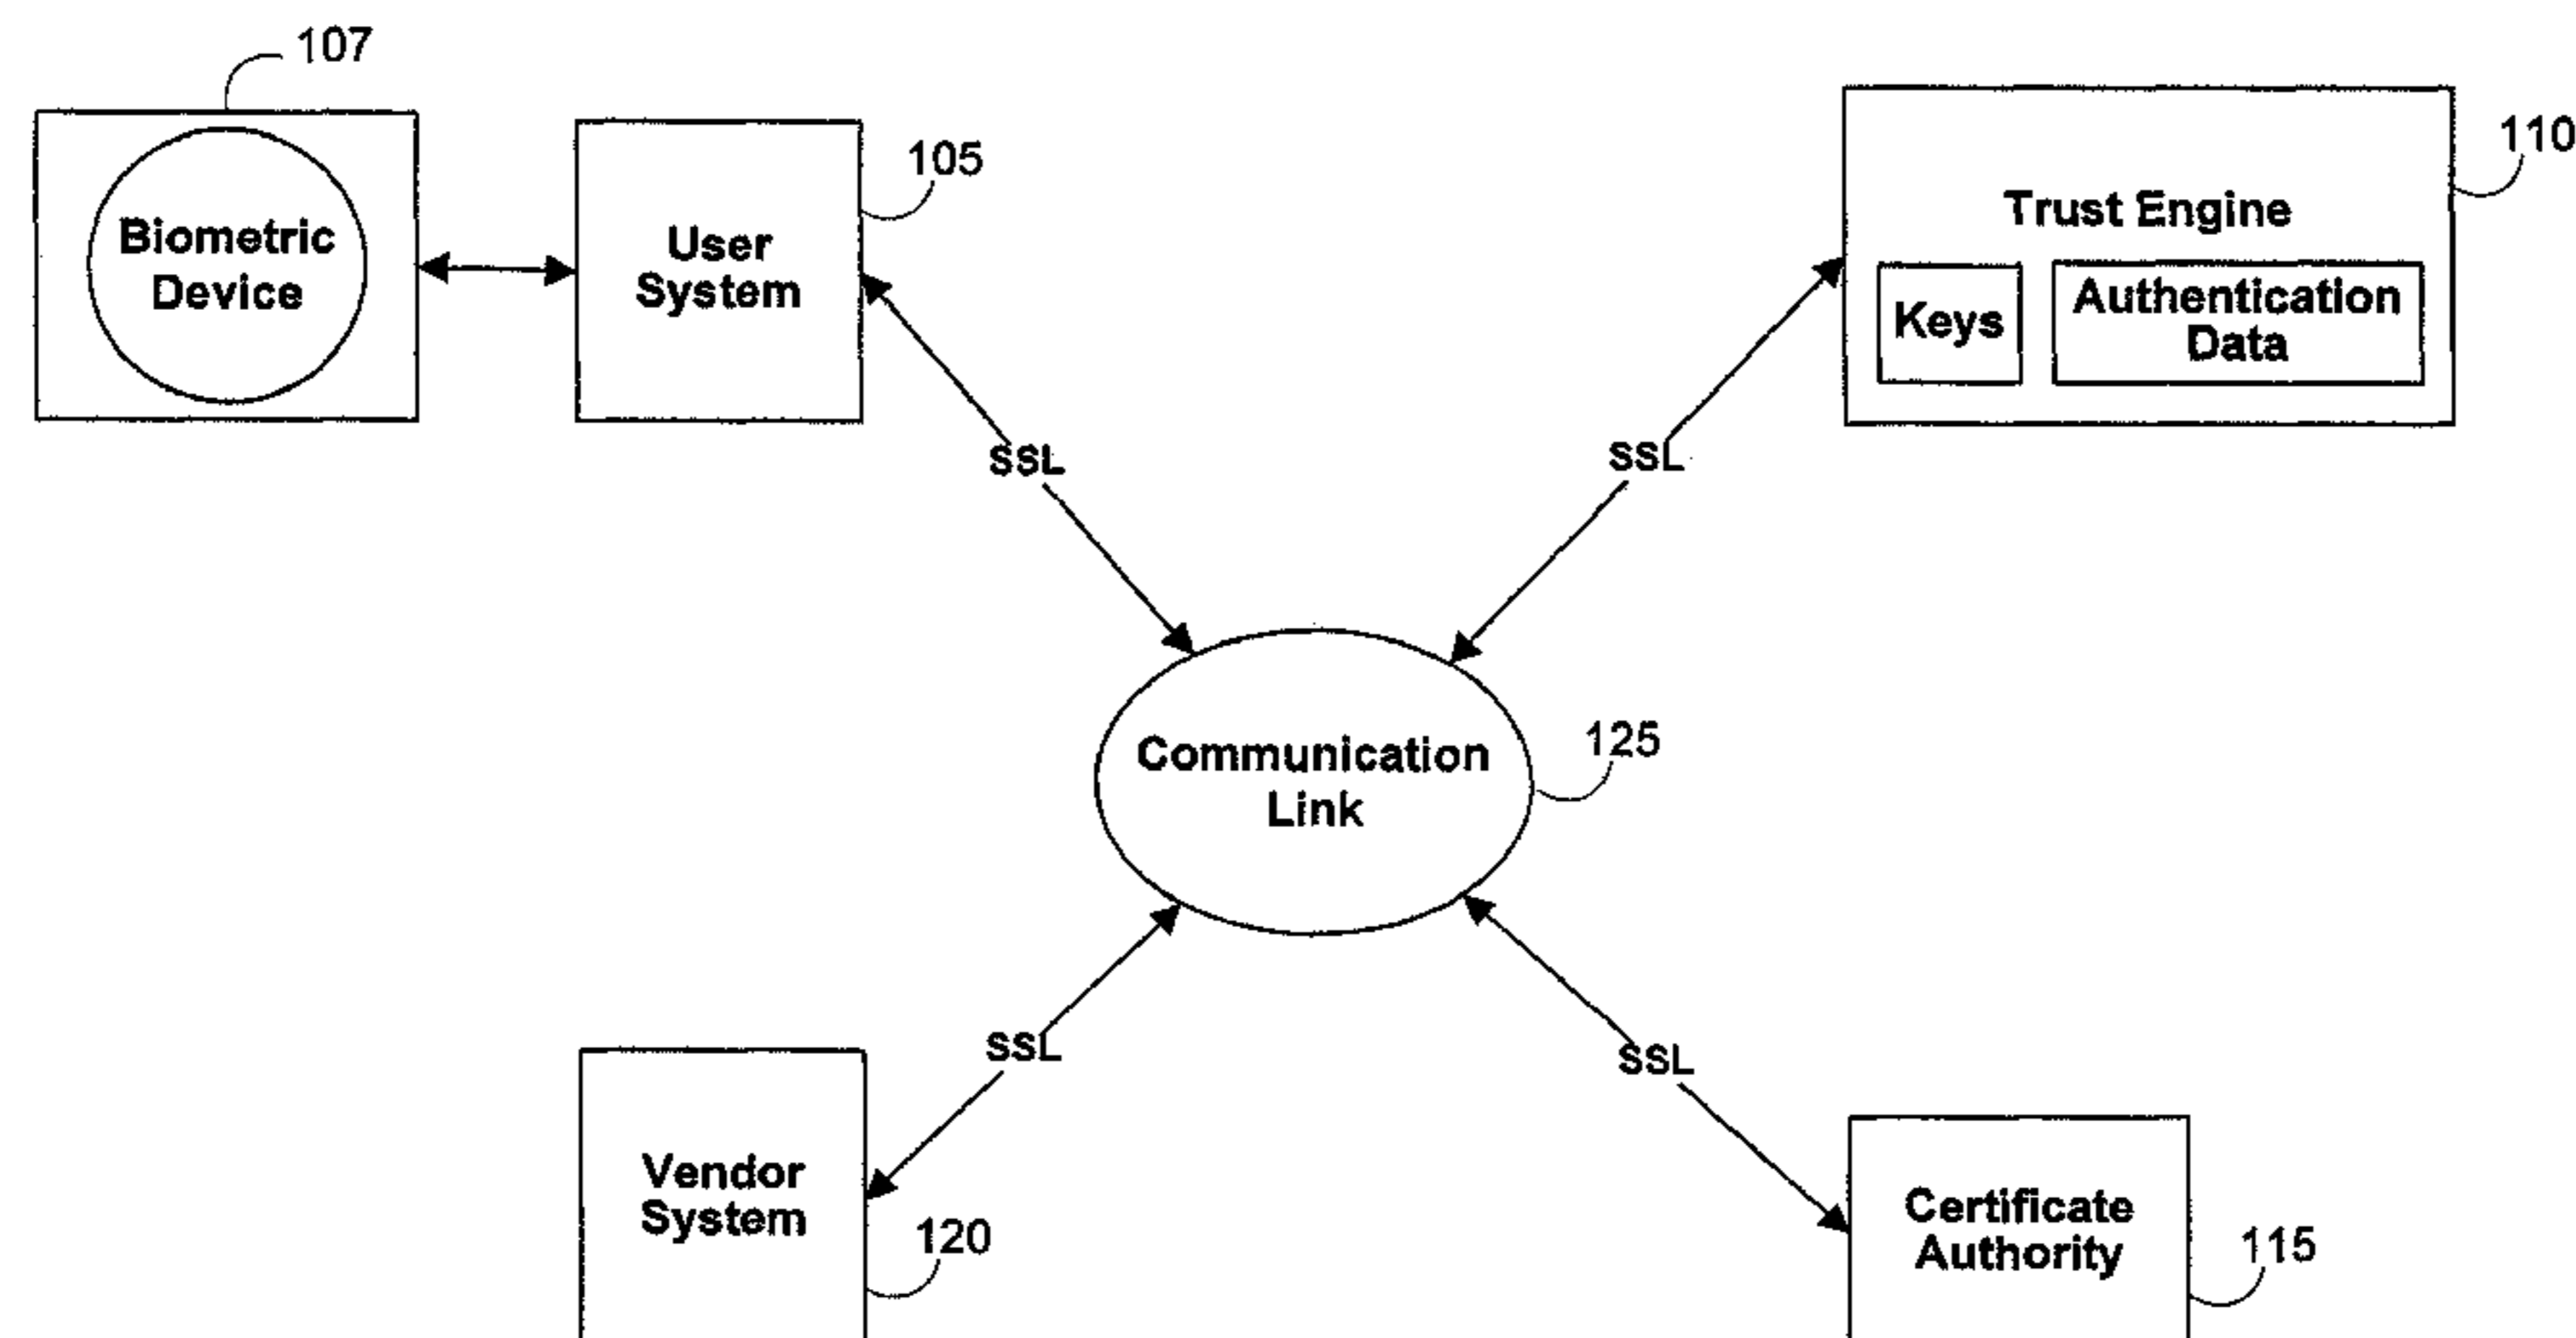 107
Biometric
Device
User
System
105
Trust Engine
Keys
Authentication
Data
110
SSL
SSL
Communication
Link
125
SSL
SSL
Vendor
System
120
Certificate
Authority
115